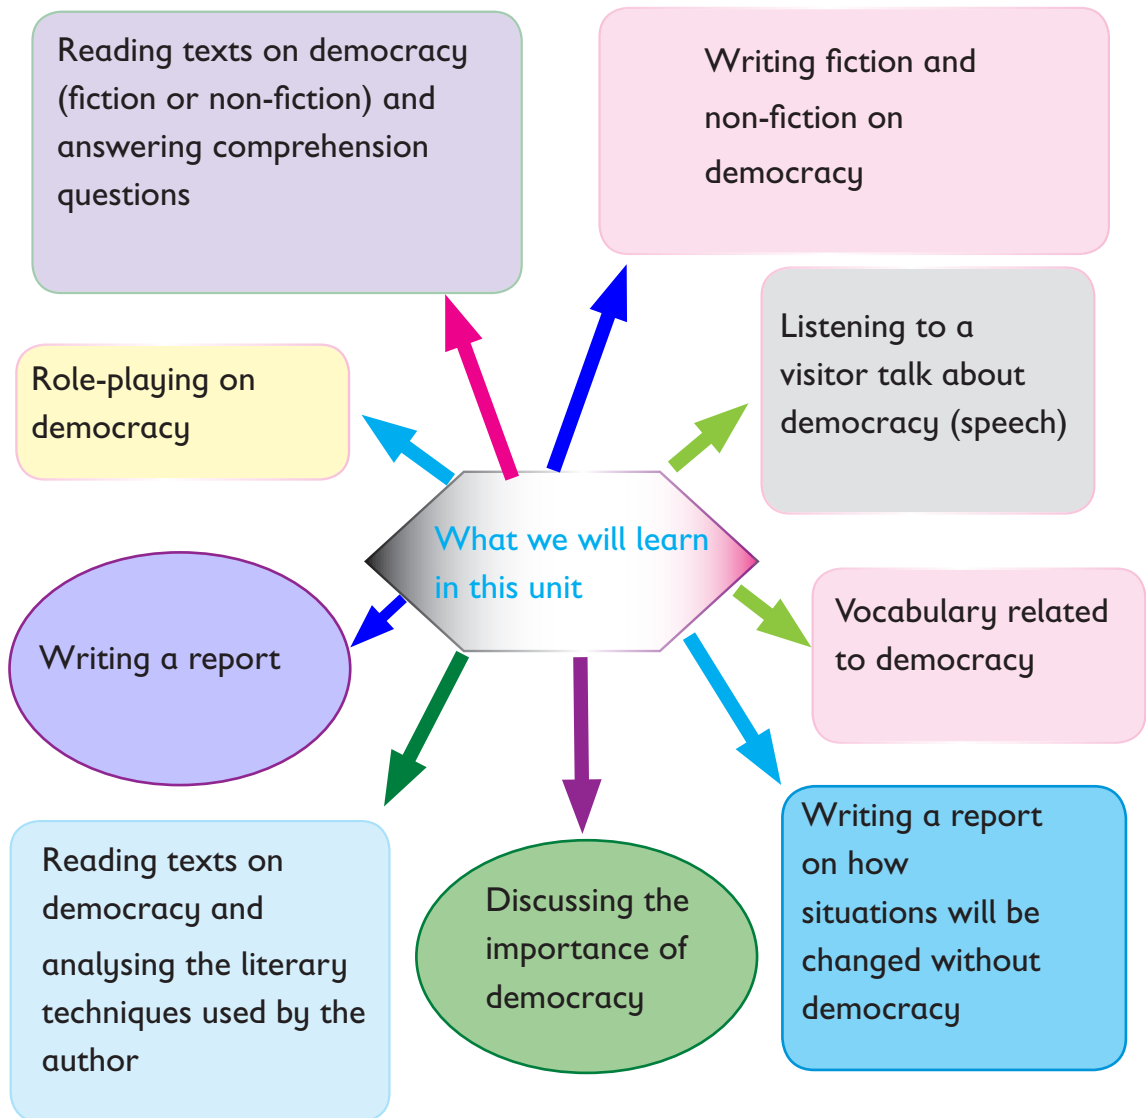 Reading texts on democracy
(fiction or non-fiction) and
answering comprehension
questions
Writing fiction and
non-fiction on
democracy
Listening to a
visitor talk about
democracy (speech)
Role-playing on
democracy
What we will learn
in this unit
Writing a report
Vocabulary related
to democracy
Reading texts on
democracy and
analysing the literary
techniques used by the
author
Discussing the
importance of
democracy
Writing a report
on how
situations will be
changed without
democracy